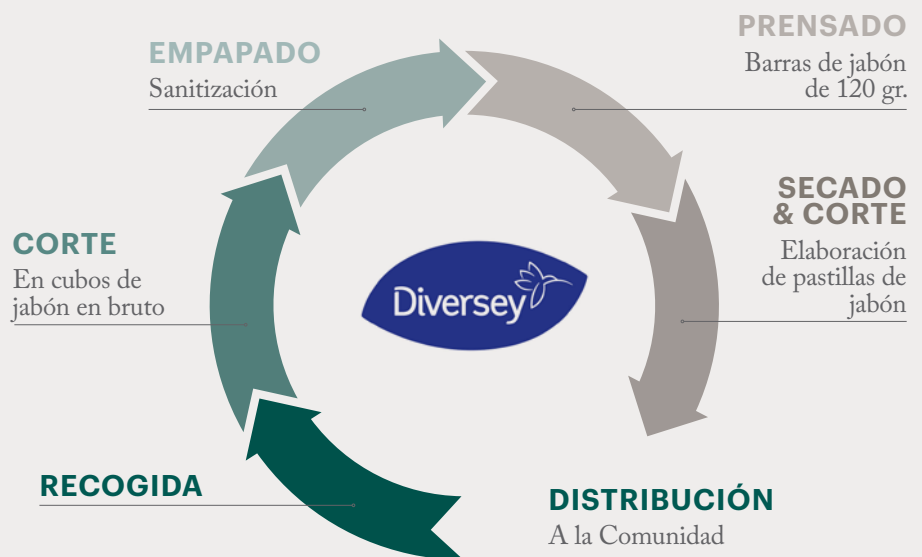 EMPAPADO
Sanitización
PRENSADO
Barras de jabón
de 120 gr.
SECADO
& CORTE
Elaboración
de pastillas de
jabón
CORTE
En cubos de
jabón en bruto
Diversey
RECOGIDA
DISTRIBUCIÓN
A la Comunidad